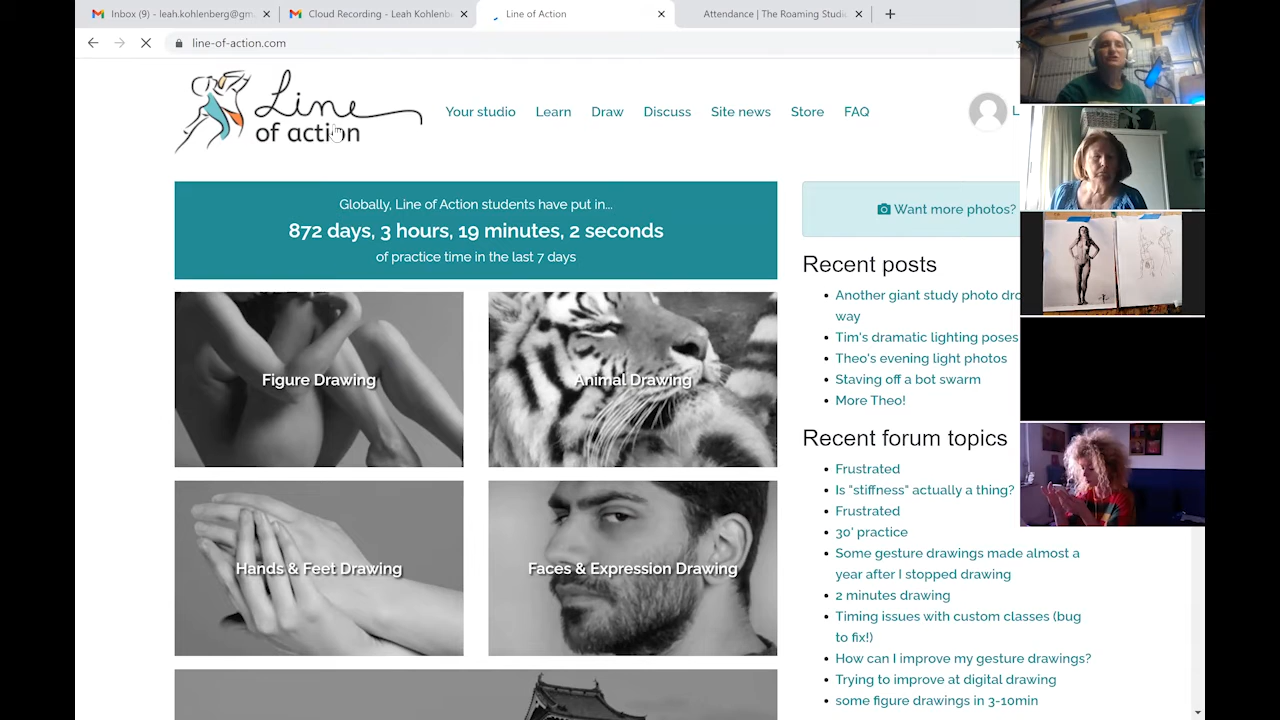 Inbox (9) - leah.kohlenberg@gm
Cloud Recording - Leah Kohlenb
Line of Action
Attendance | The Roaming Studi
line-of-action.com
Line
of action
Your studio
Learn
Draw
Discuss
Site news
Store
FAQ
L
Globally, Line of Action students have put in...
872 days, 3 hours, 19 minutes, 2 seconds
of practice time in the last 7 days
Want more photos?
Figure Drawing
Animal Drawing
Hands & Feet Drawing
Faces & Expression Drawing
Recent posts
Another giant study photo dro
way
Tim's dramatic lighting poses
Theo's evening light photos
Staving off a bot swarm
More Theo!
Recent forum topics
Frustrated
Is "stiffness" actually a thing?
Frustrated
30' practice
Some gesture drawings made almost a
year after I stopped drawing
2 minutes drawing
Timing issues with custom classes (bug
to fix!)
How can I improve my gesture drawings?
Trying to improve at digital drawing
some figure drawings in 3-10min